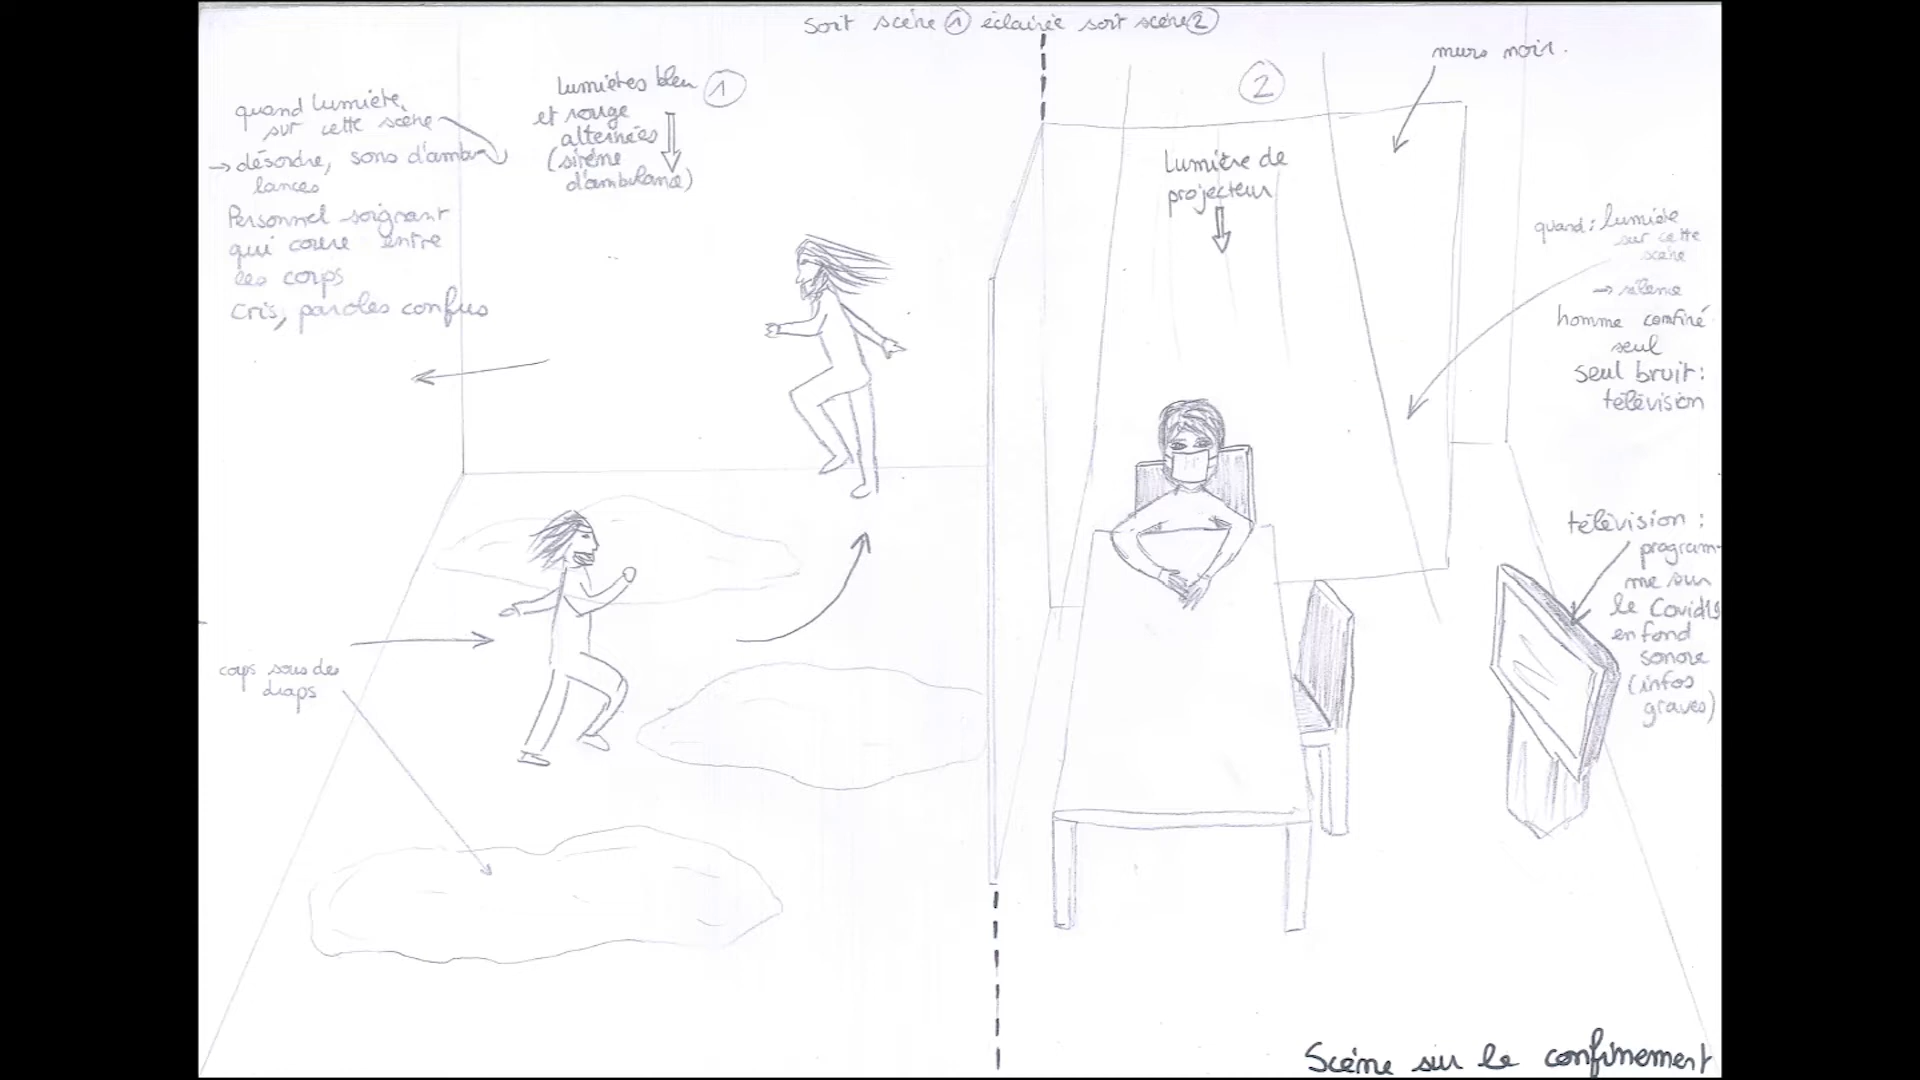 Soit scène ① éclairée soit scène ②
quand lumière
sur cette scène
→ désordre, sons d'ambu
lances
Personnel soignant
qui coure entre
les corps
cris, paroles confus
lumières bleu
et rouge
alternées
(sirène
d'ambulance)
1
2
murs noir.
Lumière de
projecteur
quand : lumière
sur cette
scène
→ silence
homme confiné
seul
seul bruit :
télévision
télévision :
program-
me sur
le Covid19
en fond
sonore
(infos
graves)
corps sous des
draps
Scène sur le confinement